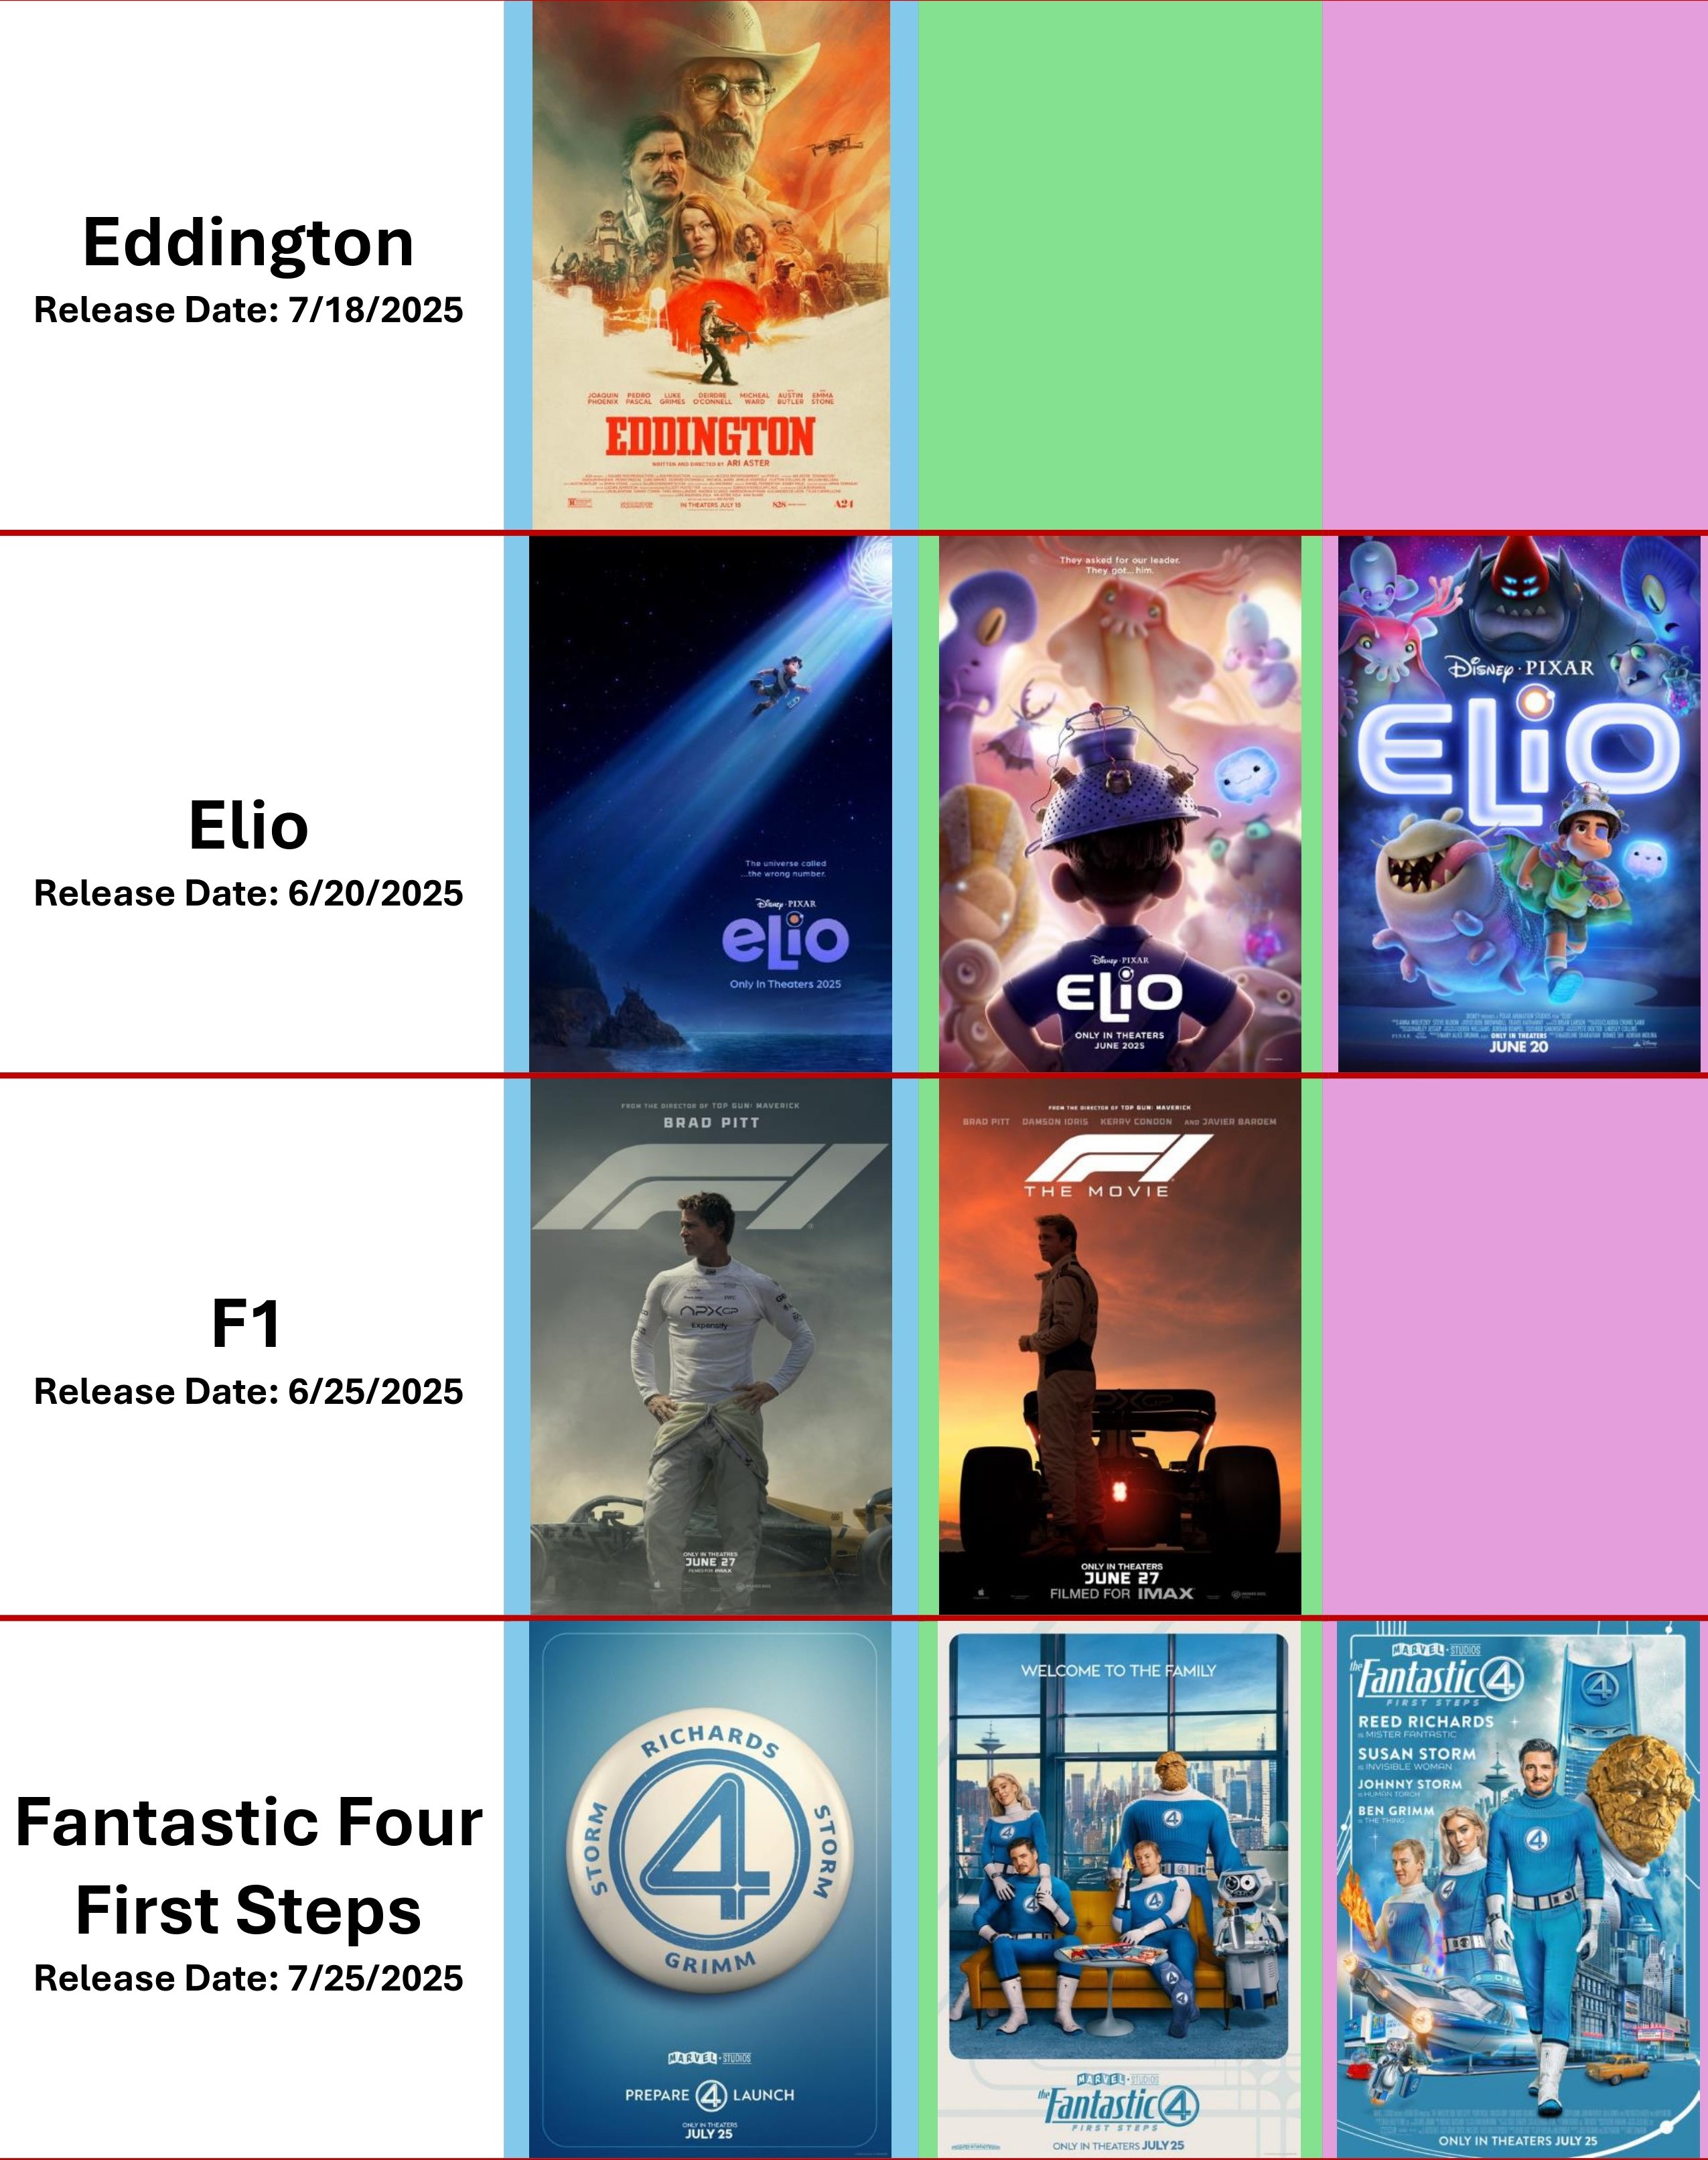 Eddington
Release Date: 7/18/2025
JOAQUIN PHOENIX PEDRO PASCAL LUKE GRIMES DEIRDRE O'CONNELL MICHEAL WARD AUSTIN BUTLER EMMA STONE
EDDINGTON
WRITTEN AND DIRECTED BY ARI ASTER
IN THEATERS JULY 18
A24
Elio
Release Date: 6/20/2025
The universe called
...the wrong number.
Disney · PIXAR
eLio
Only In Theaters 2025
They asked for our leader.
They got... him.
Disney · PIXAR
ELiO
ONLY IN THEATERS
JUNE 2025
Disney · PIXAR
ELiO
ONLY IN THEATERS
JUNE 20
F1
Release Date: 6/25/2025
FROM THE DIRECTOR OF TOP GUN: MAVERICK
BRAD PITT
F1
APXGP
Expensify
ONLY IN THEATRES
JUNE 27
FILMED FOR IMAX
FROM THE DIRECTOR OF TOP GUN: MAVERICK
BRAD PITT DAMSON IDRIS KERRY CONDON AND JAVIER BARDEM
F1
THE MOVIE
ONLY IN THEATERS
JUNE 27
FILMED FOR IMAX
Fantastic Four
First Steps
Release Date: 7/25/2025
RICHARDS
STORM
4
STORM
GRIMM
MARVEL STUDIOS
PREPARE 4 LAUNCH
ONLY IN THEATERS
JULY 25
WELCOME TO THE FAMILY
4
4
4
4
MARVEL STUDIOS
the Fantastic 4
FIRST STEPS
ONLY IN THEATERS JULY 25
MARVEL STUDIOS
the Fantastic 4
FIRST STEPS
4
REED RICHARDS
is MISTER FANTASTIC
SUSAN STORM
is INVISIBLE WOMAN
JOHNNY STORM
is HUMAN TORCH
BEN GRIMM
is THE THING
4
ONLY IN THEATERS JULY 25